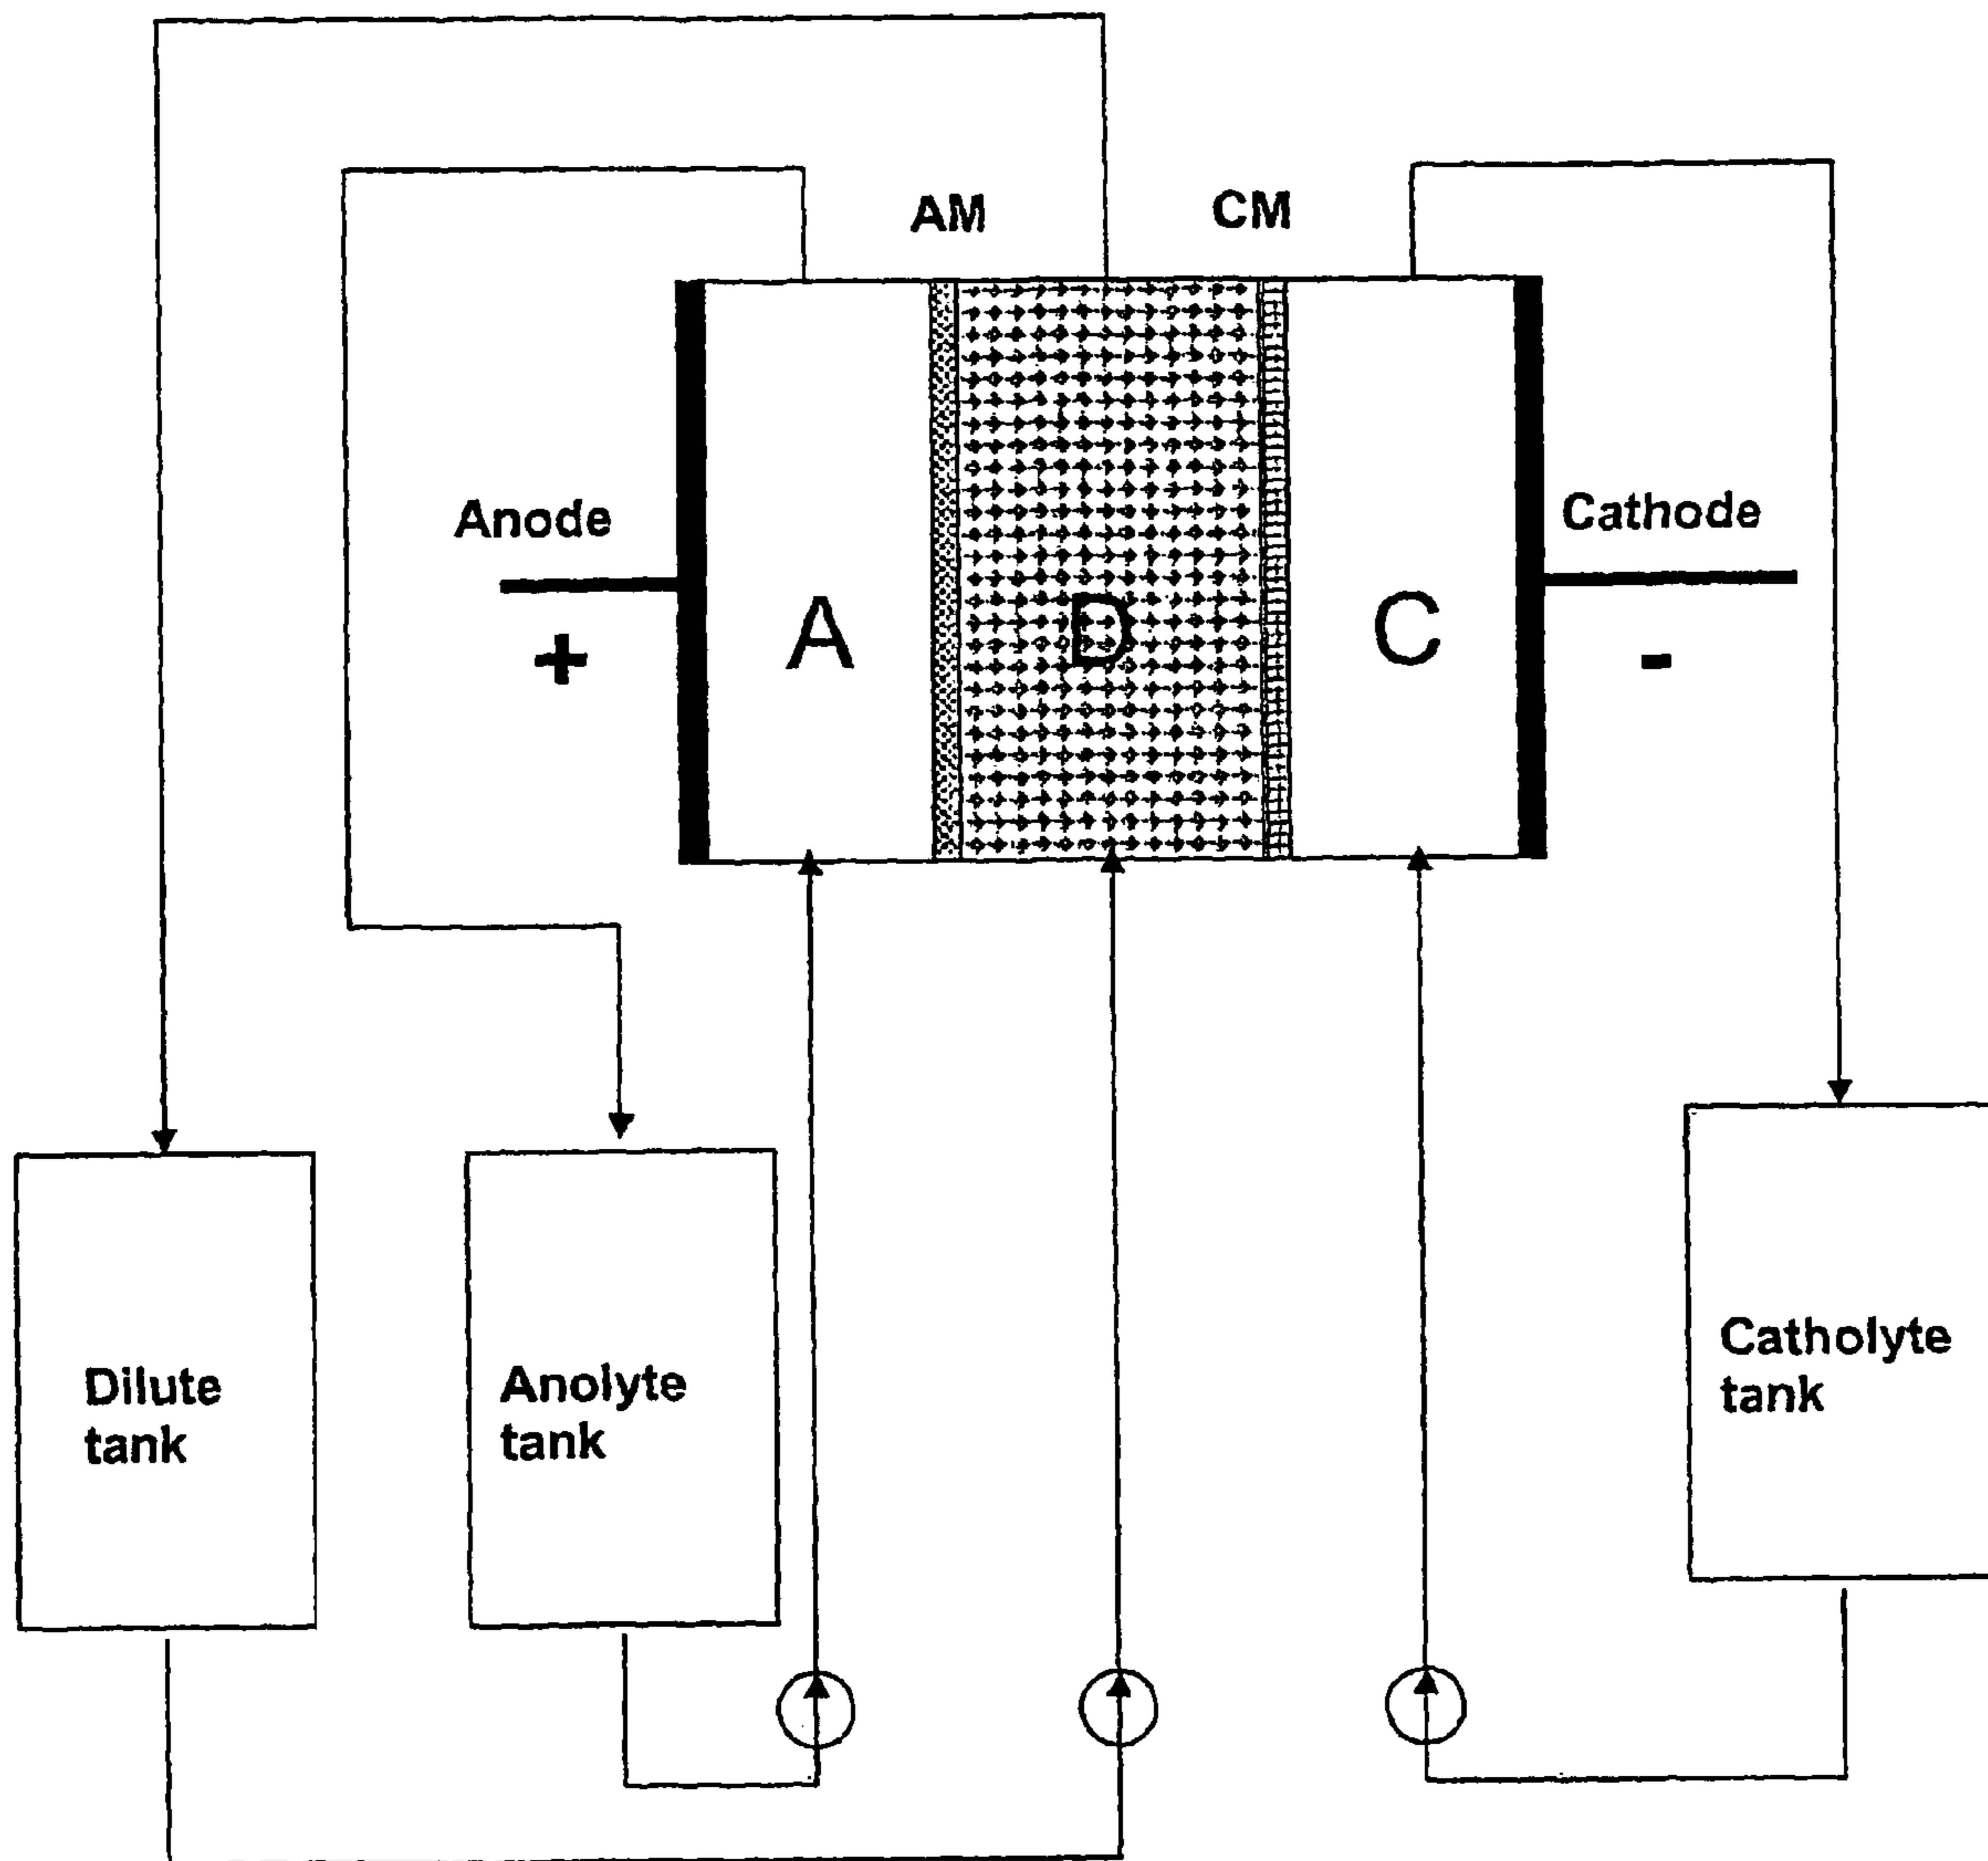 AM
CM
Anode
Cathode
+
A
D
C
-
Dilute
tank
Anolyte
tank
Catholyte
tank